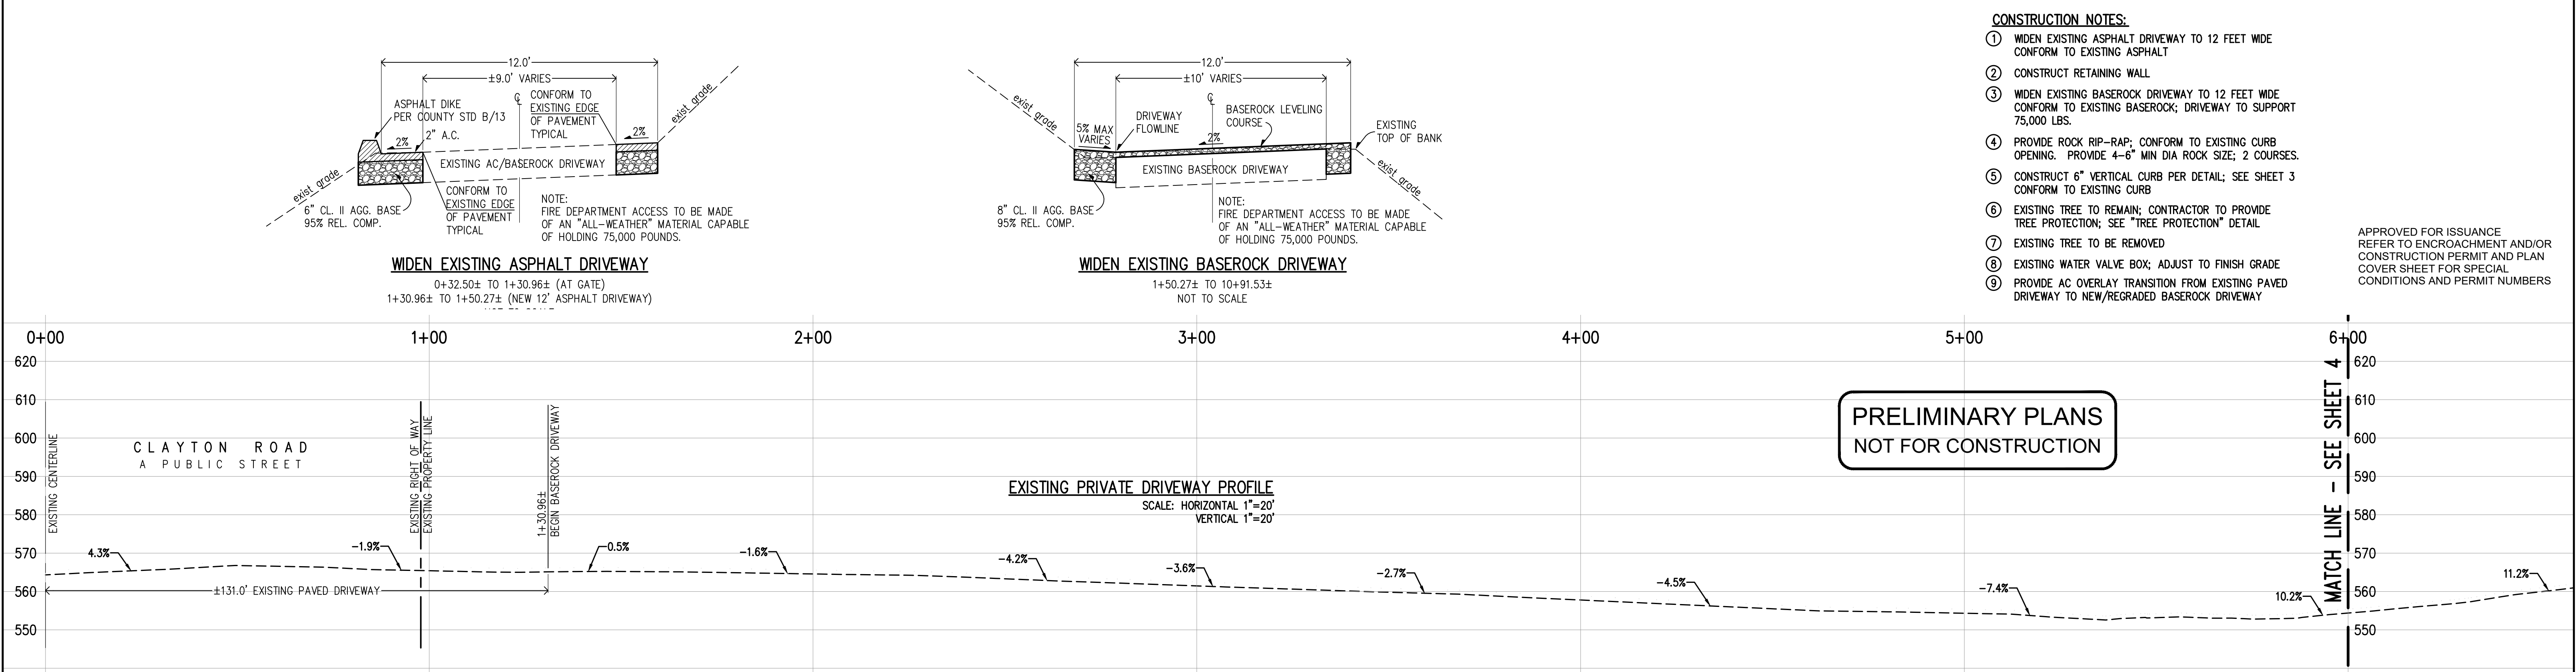 12.0'
±9.0' VARIES
ASPHALT DIKE
PER COUNTY STD B/13
2" A.C.
2%
℄
CONFORM TO
EXISTING EDGE
OF PAVEMENT
TYPICAL
2%
exist grade
EXISTING AC/BASEROCK DRIVEWAY
exist grade
6" CL. II AGG. BASE
95% REL. COMP.
CONFORM TO
EXISTING EDGE
OF PAVEMENT
TYPICAL
NOTE:
FIRE DEPARTMENT ACCESS TO BE MADE
OF AN "ALL-WEATHER" MATERIAL CAPABLE
OF HOLDING 75,000 POUNDS.
WIDEN EXISTING ASPHALT DRIVEWAY
0+32.50± TO 1+30.96± (AT GATE)
1+30.96± TO 1+50.27± (NEW 12' ASPHALT DRIVEWAY)
12.0'
±10' VARIES
exist grade
5% MAX
VARIES
DRIVEWAY
FLOWLINE
℄
BASEROCK LEVELING
COURSE
2%
EXISTING
TOP OF BANK
EXISTING BASEROCK DRIVEWAY
exist grade
8" CL. II AGG. BASE
95% REL. COMP.
NOTE:
FIRE DEPARTMENT ACCESS TO BE MADE
OF AN "ALL-WEATHER" MATERIAL CAPABLE
OF HOLDING 75,000 POUNDS.
WIDEN EXISTING BASEROCK DRIVEWAY
1+50.27± TO 10+91.53±
NOT TO SCALE
CONSTRUCTION NOTES:
1 WIDEN EXISTING ASPHALT DRIVEWAY TO 12 FEET WIDE
CONFORM TO EXISTING ASPHALT
2 CONSTRUCT RETAINING WALL
3 WIDEN EXISTING BASEROCK DRIVEWAY TO 12 FEET WIDE
CONFORM TO EXISTING BASEROCK; DRIVEWAY TO SUPPORT
75,000 LBS.
4 PROVIDE ROCK RIP-RAP; CONFORM TO EXISTING CURB
OPENING. PROVIDE 4-6" MIN DIA ROCK SIZE; 2 COURSES.
5 CONSTRUCT 6" VERTICAL CURB PER DETAIL; SEE SHEET 3
CONFORM TO EXISTING CURB
6 EXISTING TREE TO REMAIN; CONTRACTOR TO PROVIDE
TREE PROTECTION; SEE "TREE PROTECTION" DETAIL
7 EXISTING TREE TO BE REMOVED
8 EXISTING WATER VALVE BOX; ADJUST TO FINISH GRADE
9 PROVIDE AC OVERLAY TRANSITION FROM EXISTING PAVED
DRIVEWAY TO NEW/REGRADED BASEROCK DRIVEWAY
APPROVED FOR ISSUANCE
REFER TO ENCROACHMENT AND/OR
CONSTRUCTION PERMIT AND PLAN
COVER SHEET FOR SPECIAL
CONDITIONS AND PERMIT NUMBERS
0+00 1+00 2+00 3+00 4+00 5+00 6+00
620
610
600
590
580
570
560
550
EXISTING CENTERLINE
CLAYTON ROAD
A PUBLIC STREET
EXISTING RIGHT OF WAY
EXISTING PROPERTY LINE
1+30.96±
BEGIN BASEROCK DRIVEWAY
EXISTING PRIVATE DRIVEWAY PROFILE
SCALE: HORIZONTAL 1"=20'
VERTICAL 1"=20'
PRELIMINARY PLANS
NOT FOR CONSTRUCTION
MATCH LINE - SEE SHEET 4
4.3%
-1.9%
0.5%
-1.6%
-4.2%
-3.6%
-2.7%
-4.5%
-7.4%
10.2%
11.2%
±131.0' EXISTING PAVED DRIVEWAY
620
610
600
590
580
570
560
550